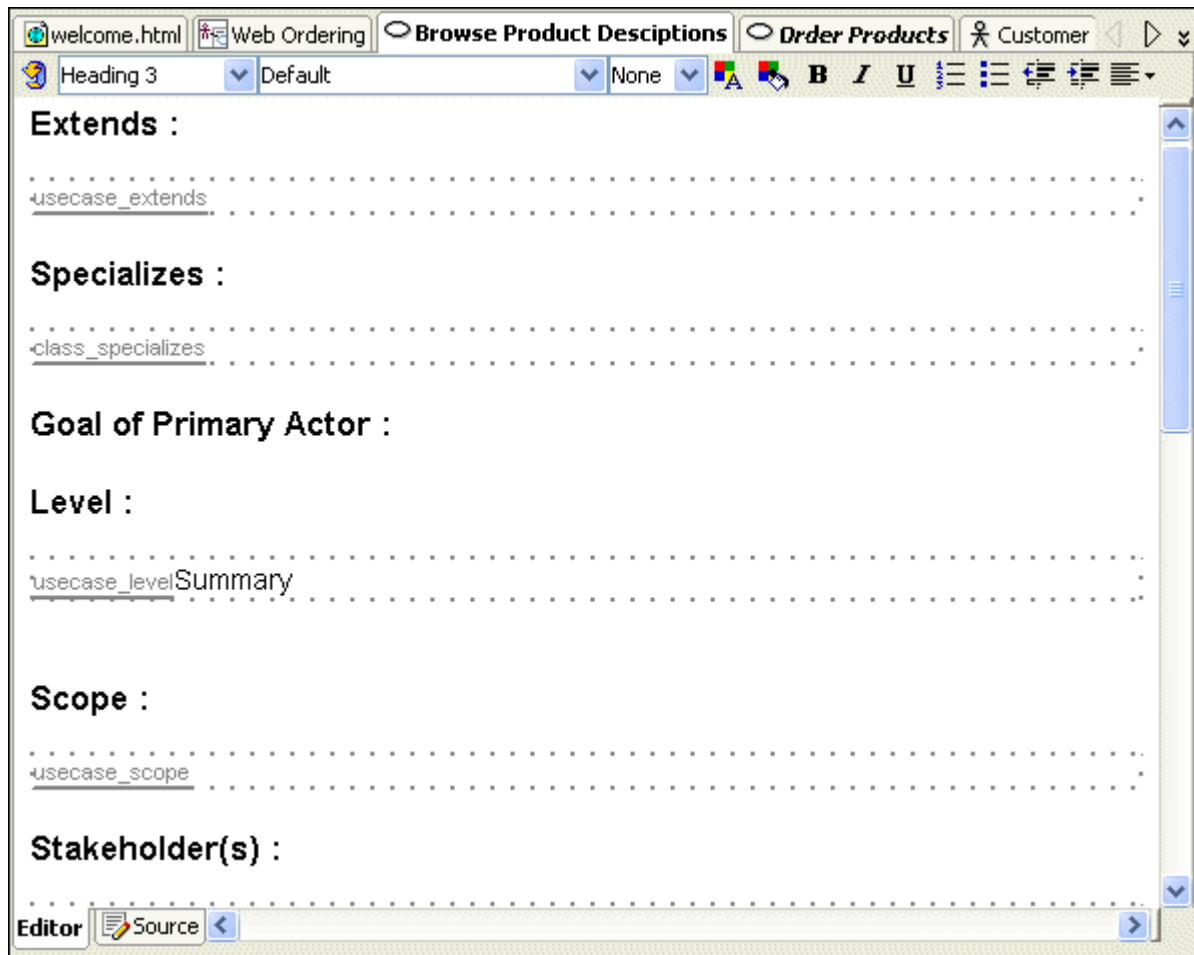 welcome.html Web Ordering Browse Product Desciptions Order Products Customer
Heading 3 Default None A B I U
Extends :
usecase_extends
Specializes :
class_specializes
Goal of Primary Actor :
Level :
usecase_levelSummary
Scope :
usecase_scope
Stakeholder(s) :
Editor Source